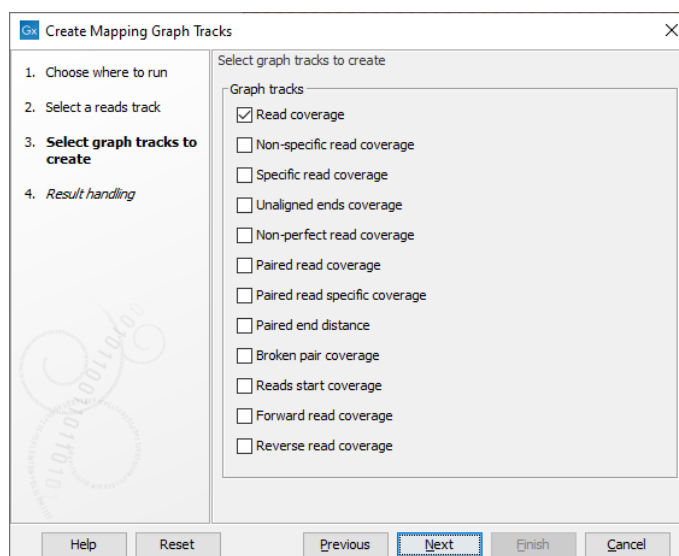 Gx Create Mapping Graph Tracks
1. Choose where to run
2. Select a reads track
3. Select graph tracks to
create
4. Result handling
Select graph tracks to create
Graph tracks
Read coverage
Non-specific read coverage
Specific read coverage
Unaligned ends coverage
Non-perfect read coverage
Paired read coverage
Paired read specific coverage
Paired end distance
Broken pair coverage
Reads start coverage
Forward read coverage
Reverse read coverage
Help Reset Previous Next Finish Cancel